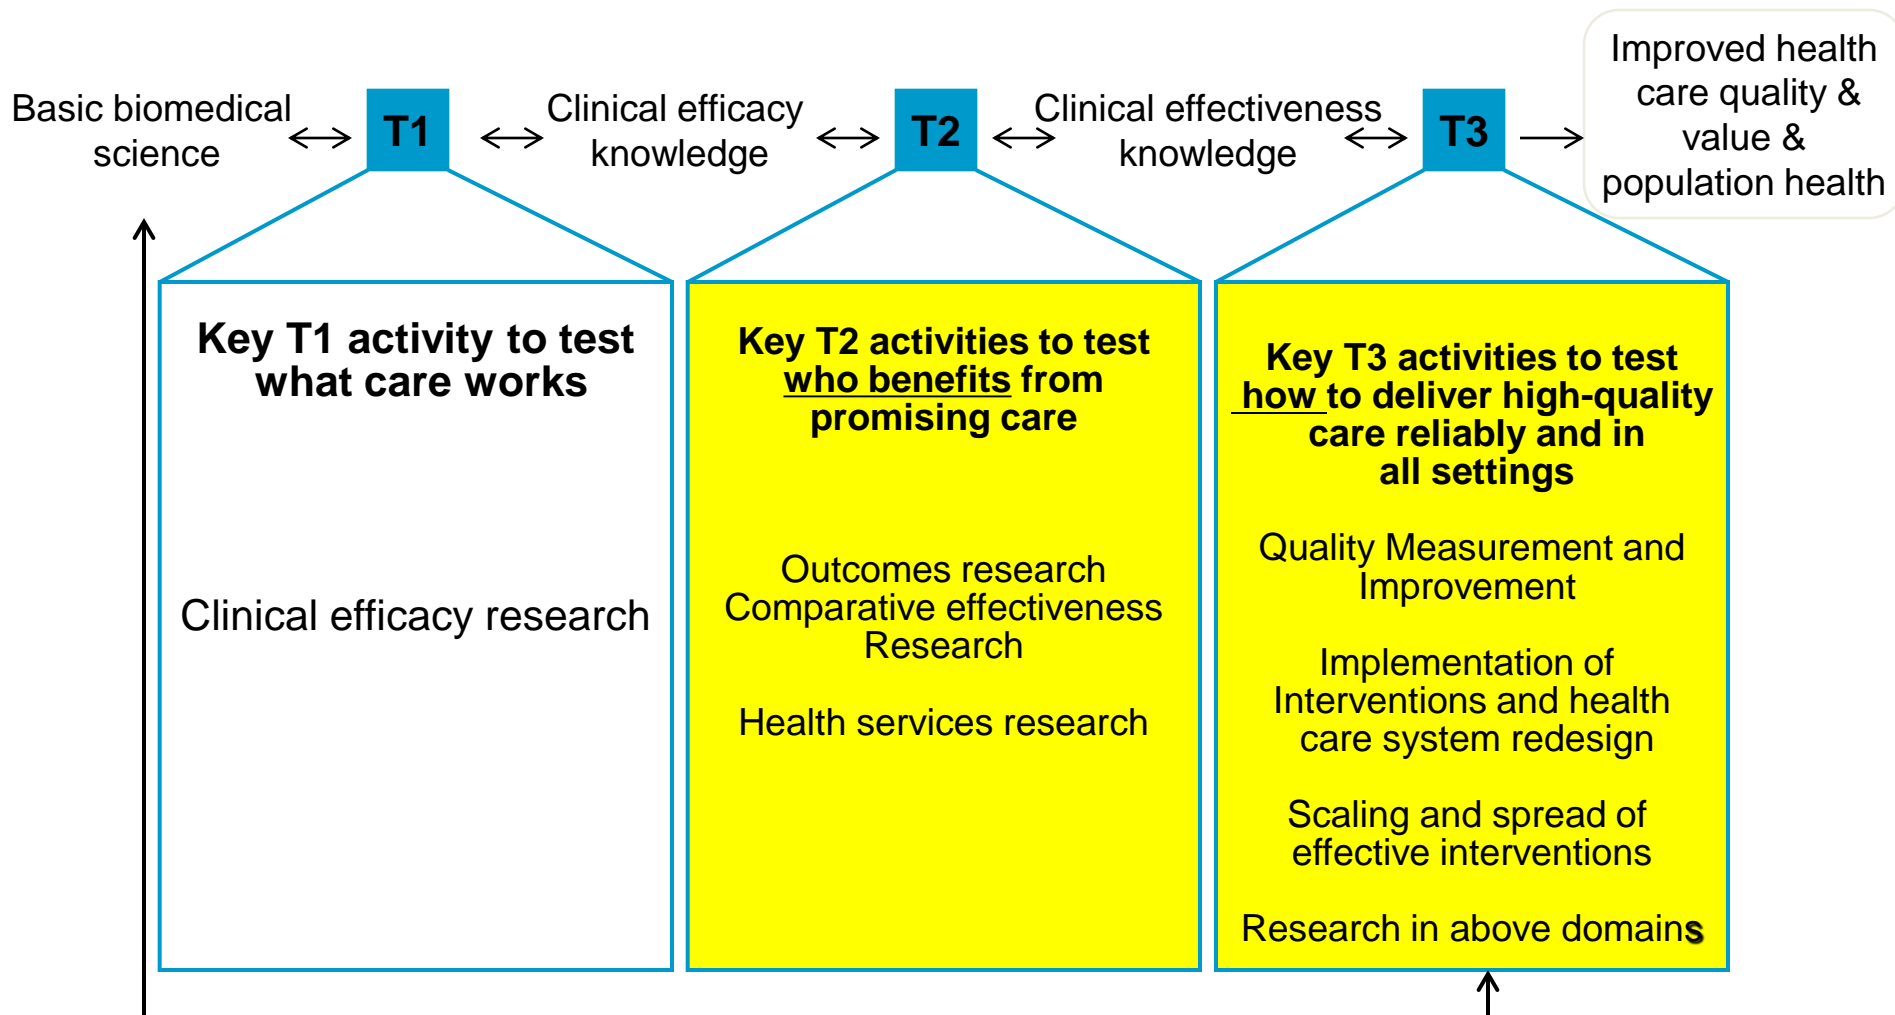 Basic biomedical
science
T1
Clinical efficacy
knowledge
T2
Clinical effectiveness
knowledge
T3
Improved health
care quality &
value &
population health
Key T1 activity to test
what care works
Clinical efficacy research
Key T2 activities to test
who benefits from
promising care
Outcomes research
Comparative effectiveness
Research
Health services research
Key T3 activities to test
how to deliver high-quality
care reliably and in
all settings
Quality Measurement and
Improvement
Implementation of
Interventions and health
care system redesign
Scaling and spread of
effective interventions
Research in above domains